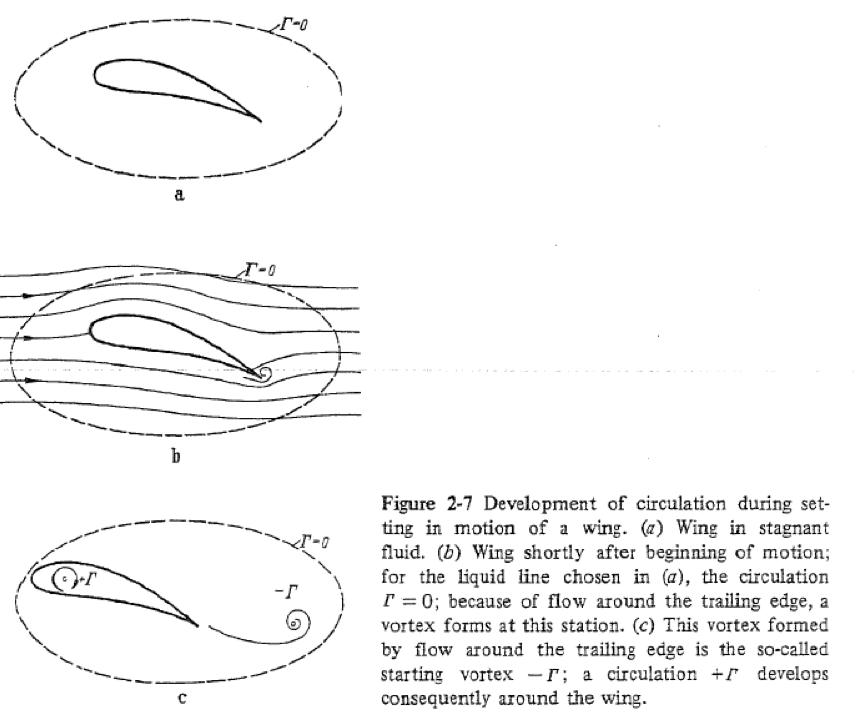 Γ=0
a
Γ=0
b
Γ=0
+Γ
−Γ
c
Figure 2-7 Development of circulation during set-
ting in motion of a wing. (a) Wing in stagnant
fluid. (b) Wing shortly after beginning of motion;
for the liquid line chosen in (a), the circulation
Γ = 0; because of flow around the trailing edge, a
vortex forms at this station. (c) This vortex formed
by flow around the trailing edge is the so-called
starting vortex −Γ; a circulation +Γ develops
consequently around the wing.